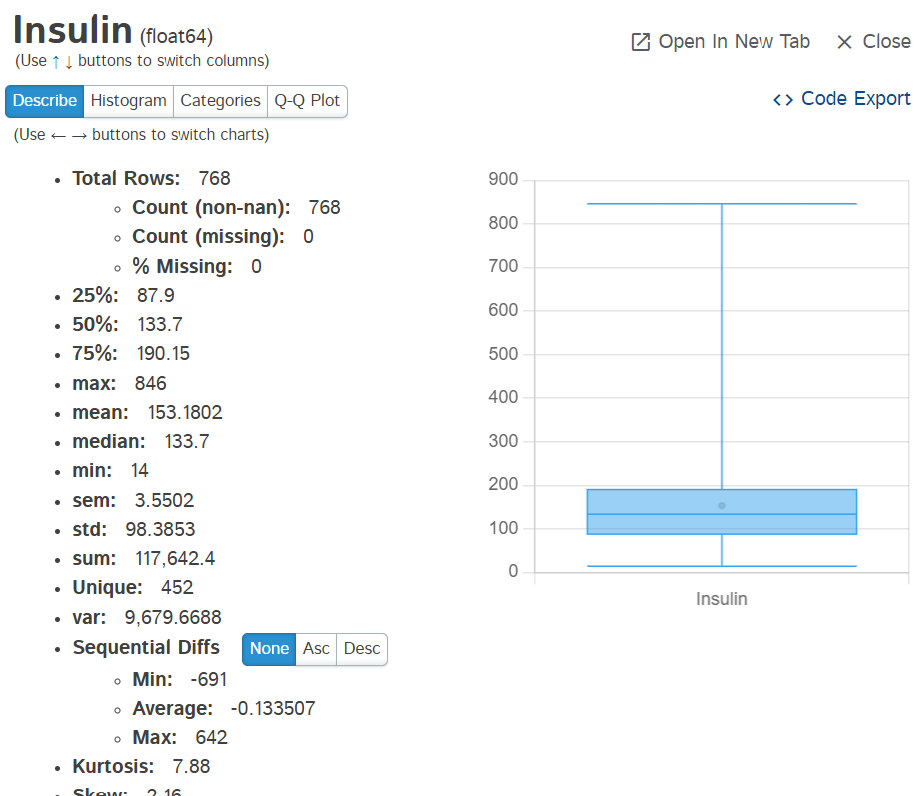 Insulin (float64)
Open In New Tab
Close
(Use ↑ ↓ buttons to switch columns)
Describe Histogram Categories Q-Q Plot
<> Code Export
(Use ← → buttons to switch charts)
Total Rows: 768
Count (non-nan): 768
Count (missing): 0
% Missing: 0
25%: 87.9
50%: 133.7
75%: 190.15
max: 846
mean: 153.1802
median: 133.7
min: 14
sem: 3.5502
std: 98.3853
sum: 117,642.4
Unique: 452
var: 9,679.6688
Sequential Diffs None Asc Desc
Min: -691
Average: -0.133507
Max: 642
Kurtosis: 7.88
Skew: 2.16
900
800
700
600
500
400
300
200
100
0
Insulin